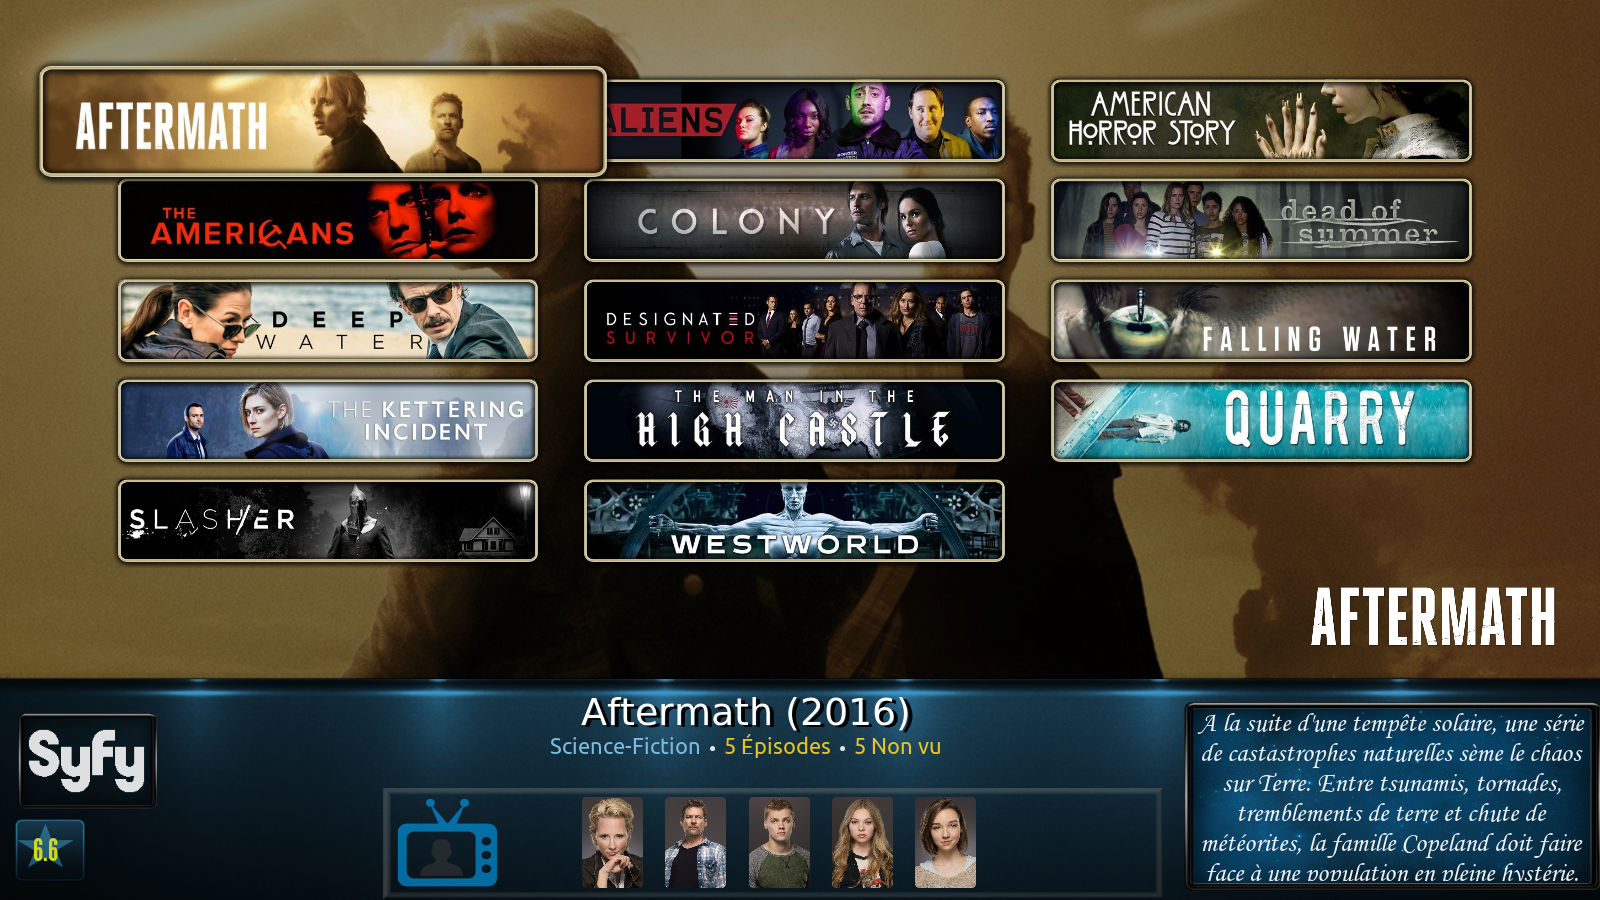 AFTERMATH
ALIENS
AMERICAN
HORROR STORY
THE
AMERICANS
COLONY
dead of
summer
DEEP
WATER
DESIGNATED
SURVIVOR
FALLING WATER
THE KETTERING
INCIDENT
THE MAN IN THE
HIGH CASTLE
QUARRY
SLASHER
WESTWORLD
AFTERMATH
Aftermath (2016)
Science-Fiction • 5 Épisodes • 5 Non vu
Syfy
6.6
A la suite d'une tempête solaire, une série
de castastrophes naturelles sème le chaos
sur Terre. Entre tsunamis, tornades,
tremblements de terre et chute de
météorites, la famille Copeland doit faire
face à une population en pleine hystérie.